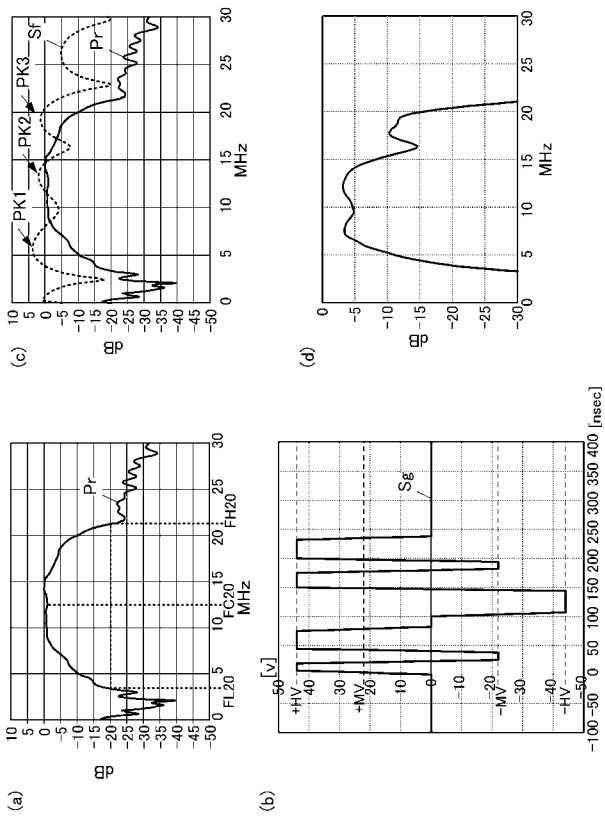 (a)
10
5
0
-5
-10
-15
-20
-25
-30
-35
-40
-45
-50
dB
Pr
0 5 10 15 20 25 30
FL20 FC20 FH20
MHz
(b)
[v]
50
+HV
40
30
+MV
20
10
0
-10
-20
-MV
-30
-40
-HV
-50
Sg
-100 -50 0 50 100 150 200 250 300 350 400
[nsec]
(c)
10
5
0
-5
-10
-15
-20
-25
-30
-35
-40
-45
-50
dB
PK1
PK2
PK3
Sf
Pr
0 5 10 15 20 25 30
MHz
(d)
0
-5
-10
-15
-20
-25
-30
dB
0 5 10 15 20 25 30
MHz